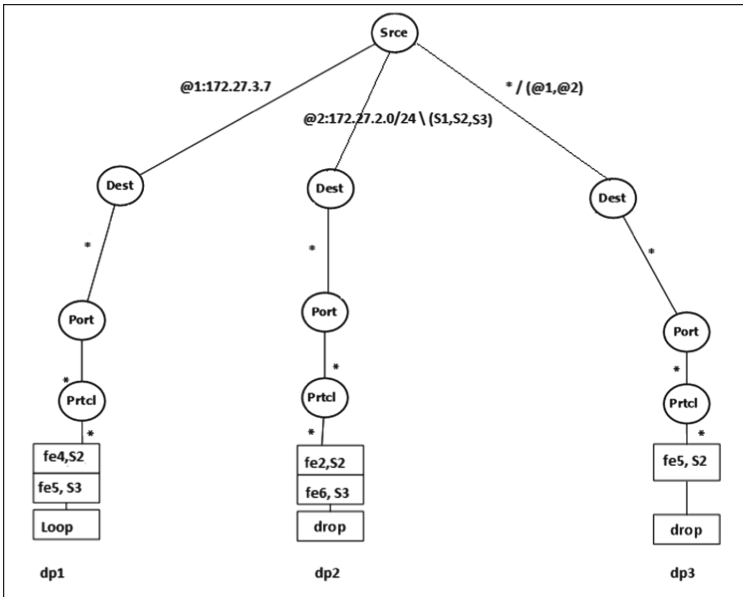 Srce
@1:172.27.3.7
* / (@1,@2)
@2:172.27.2.0/24 \ (S1,S2,S3)
Dest
Dest
Dest
*
*
*
Port
Port
Port
*
*
*
Prtcl
Prtcl
Prtcl
*
*
*
fe4,S2
fe2,S2
fe5, S2
fe5, S3
fe6, S3
Loop
drop
drop
dp1
dp2
dp3